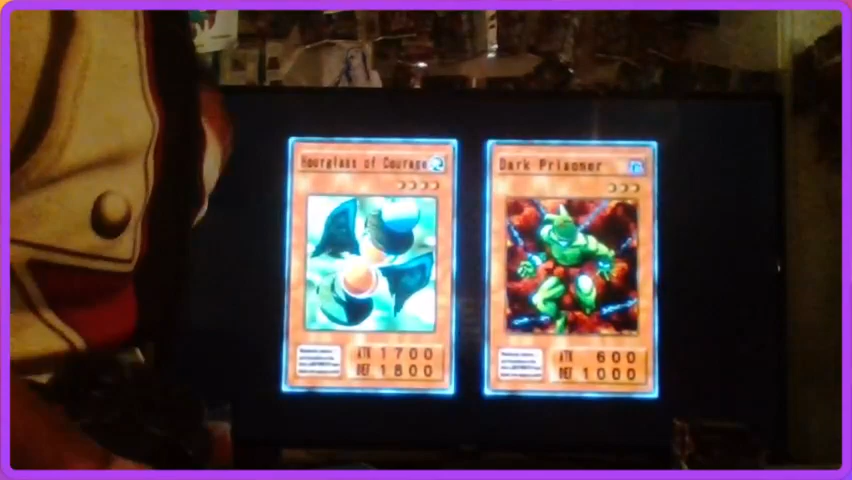 Hourglass of Courage
ATK 1700
DEF 1800
Dark Prisoner
ATK 600
DEF 1000